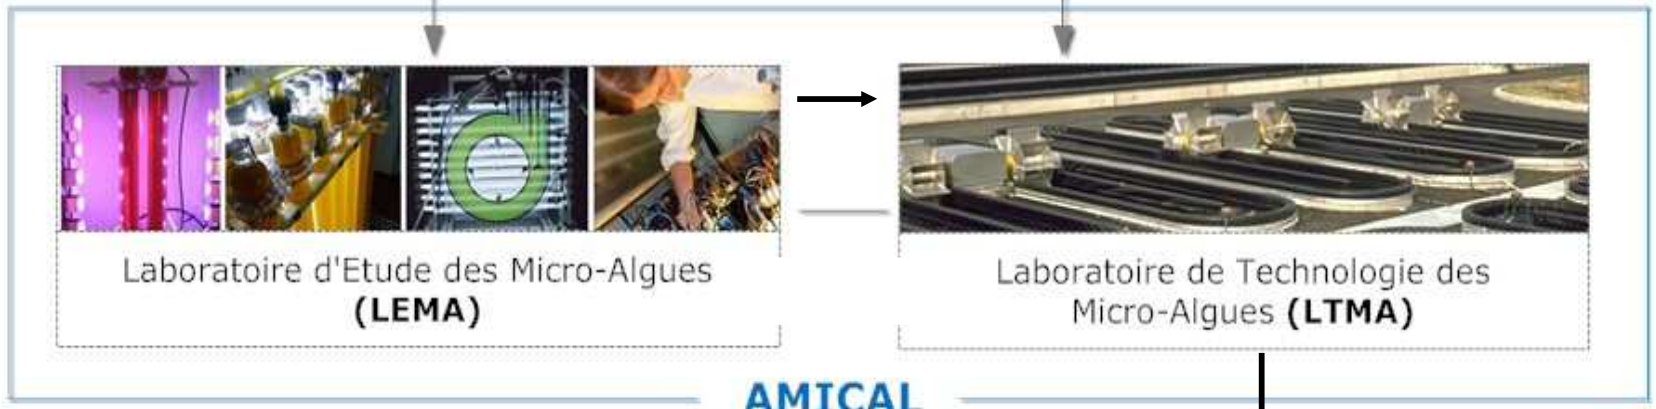 Laboratoire d'Etude des Micro-Algues
(LEMA)
Laboratoire de Technologie des
Micro-Algues (LTMA)
AMICAL